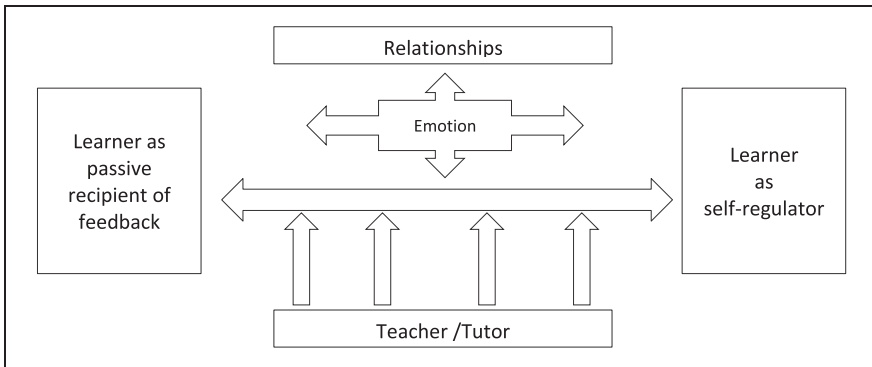 Relationships
Emotion
Learner as
passive
recipient of
feedback
Learner
as
self-regulator
Teacher /Tutor